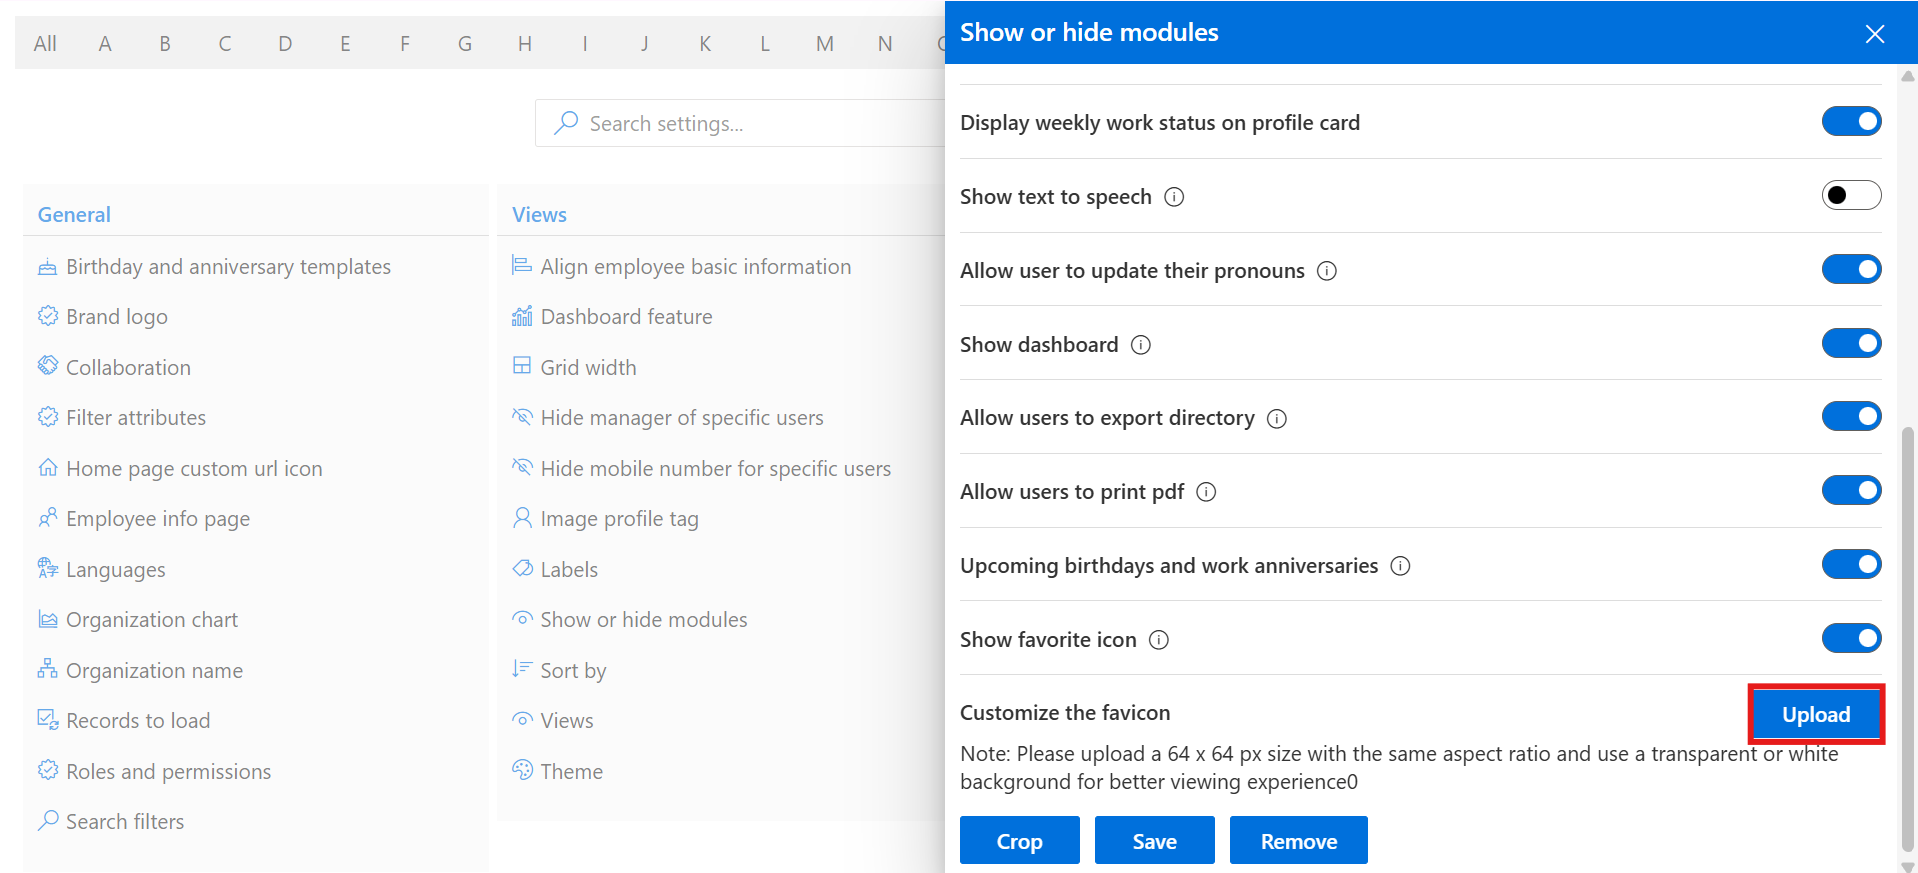 All A B C D E F G H I J K L M N
Search settings...
General
Birthday and anniversary templates
Brand logo
Collaboration
Filter attributes
Home page custom url icon
Employee info page
Languages
Organization chart
Organization name
Records to load
Roles and permissions
Search filters
Views
Align employee basic information
Dashboard feature
Grid width
Hide manager of specific users
Hide mobile number for specific users
Image profile tag
Labels
Show or hide modules
Sort by
Views
Theme
Show or hide modules
Display weekly work status on profile card
Show text to speech
Allow user to update their pronouns
Show dashboard
Allow users to export directory
Allow users to print pdf
Upcoming birthdays and work anniversaries
Show favorite icon
Customize the favicon
Upload
Note: Please upload a 64 x 64 px size with the same aspect ratio and use a transparent or white
background for better viewing experience0
Crop Save Remove